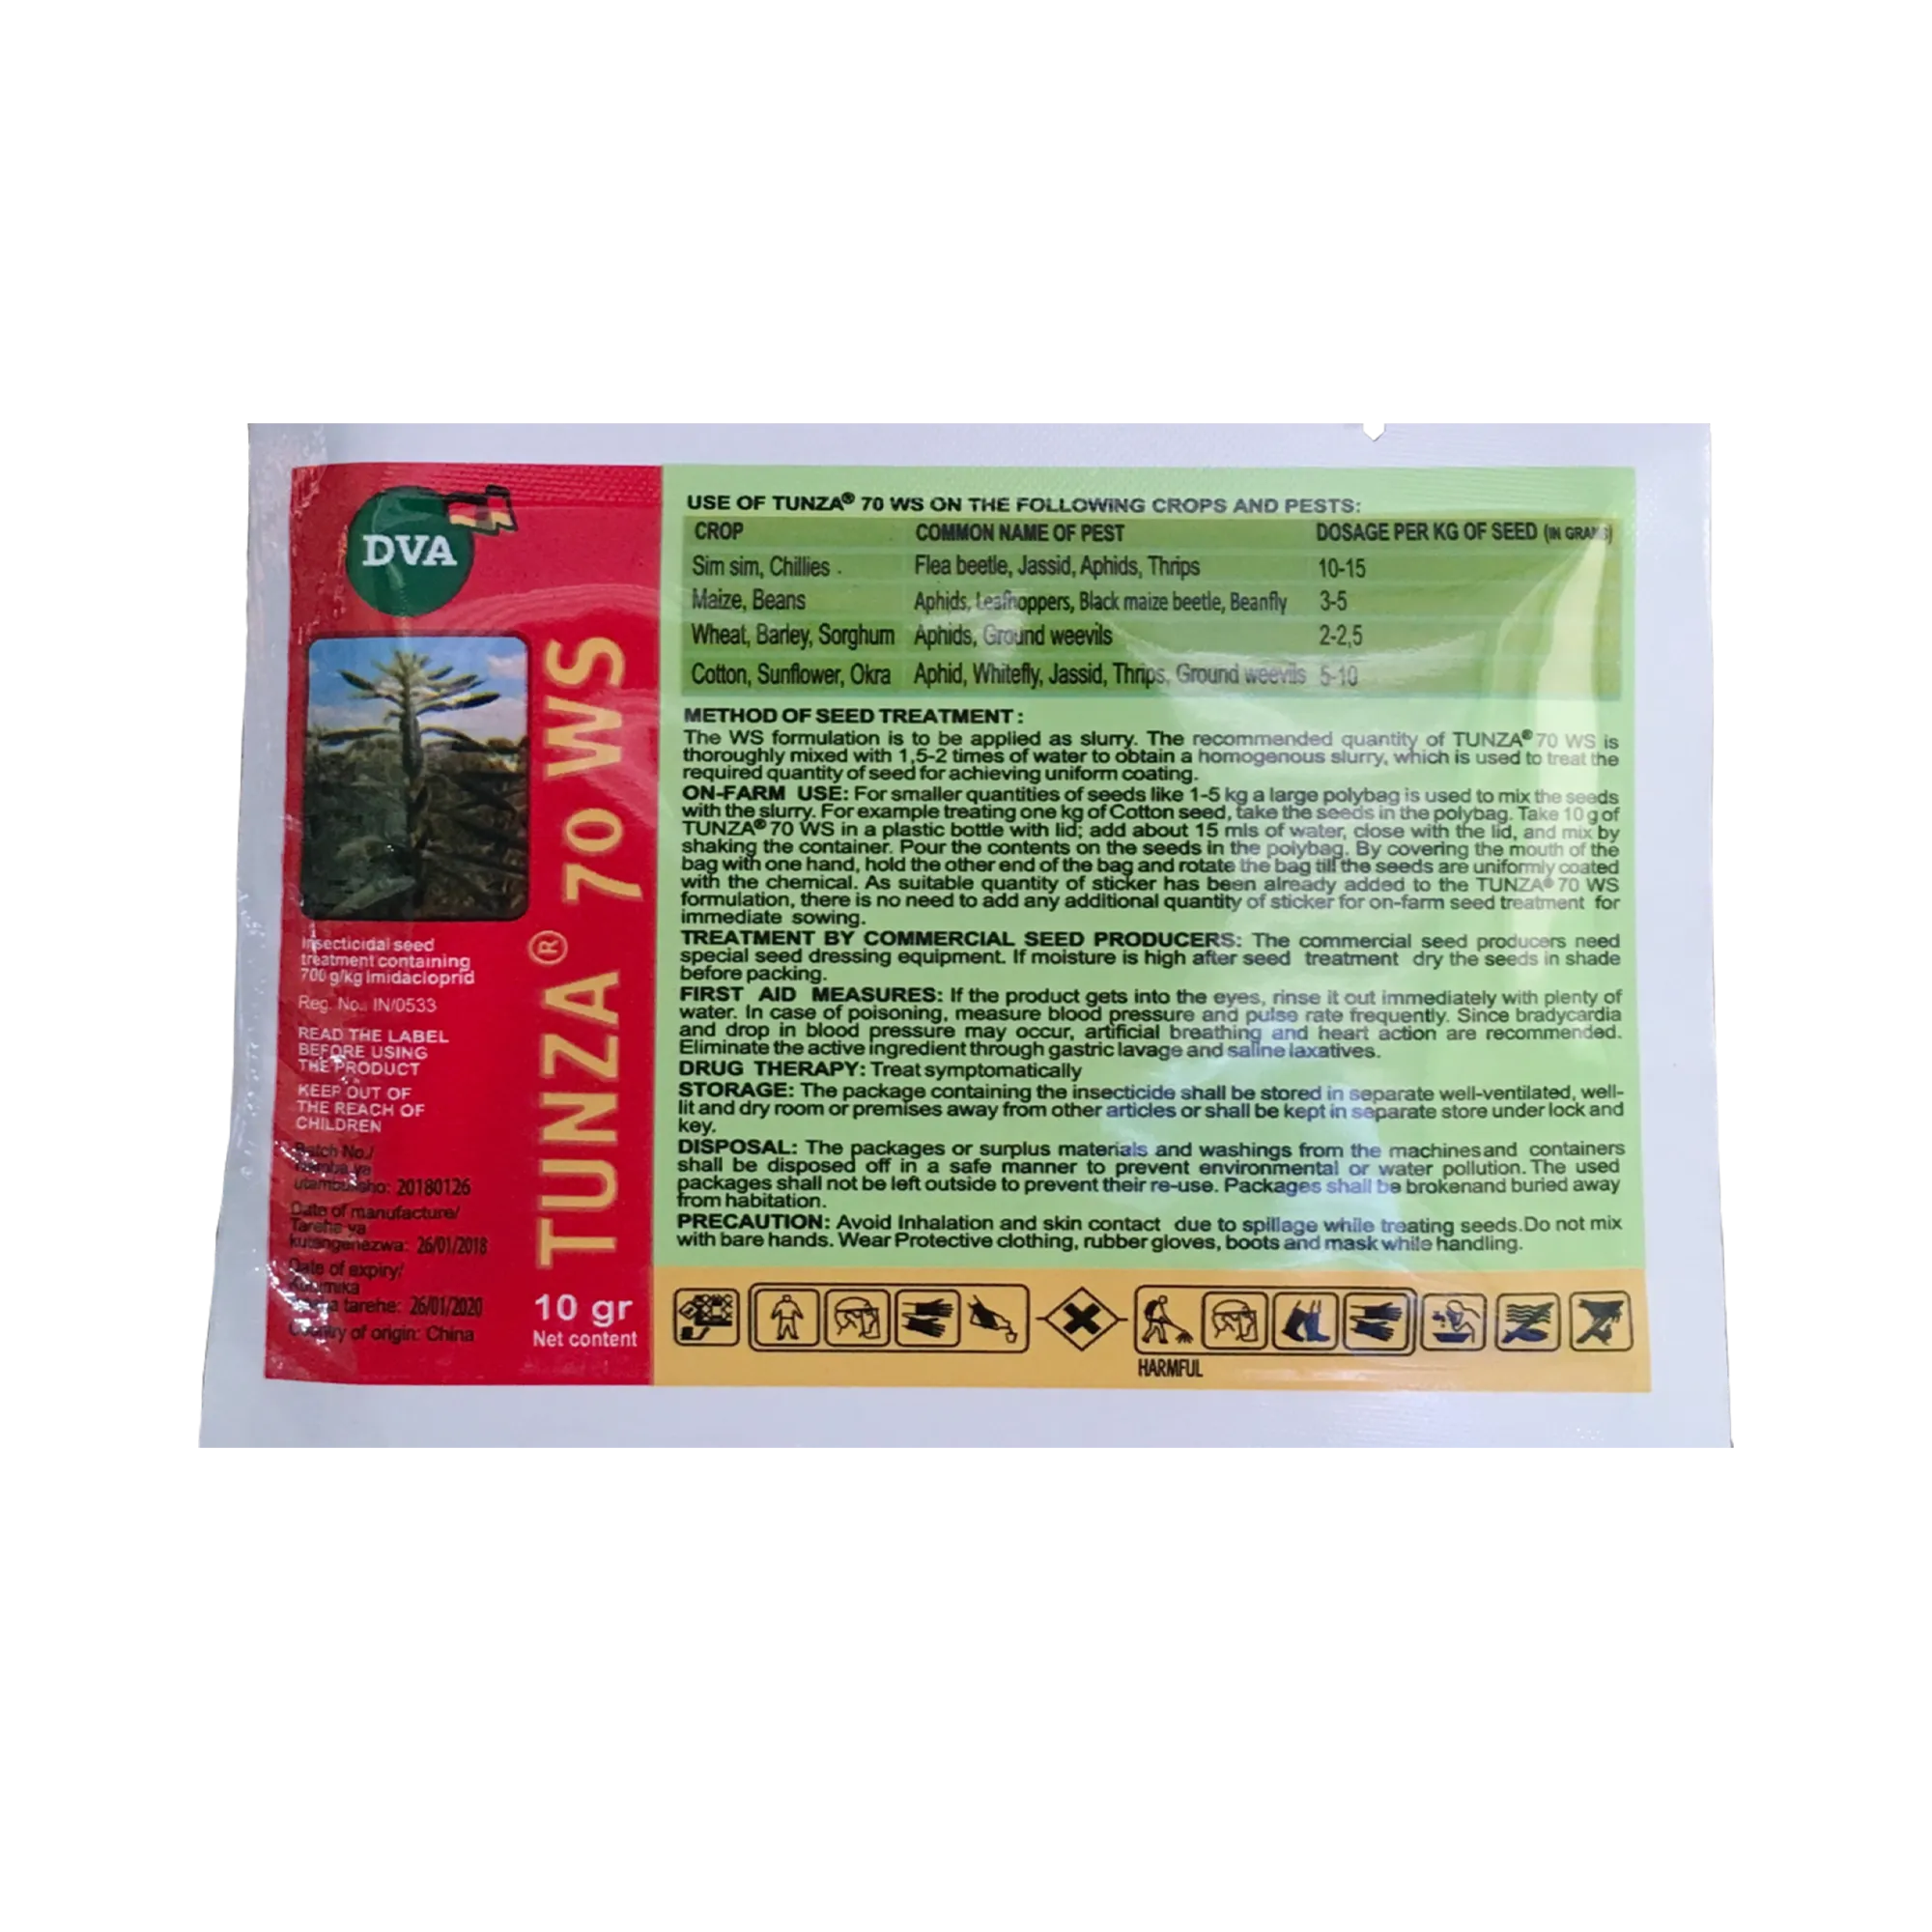 DVA
Insecticidal seed
treatment containing
700 g/kg Imidacloprid
Reg. No.: IN/0533
READ THE LABEL
BEFORE USING
THE PRODUCT
KEEP OUT OF
THE REACH OF
CHILDREN
Batch No./
Namba ya
utambulisho: 20180126
Date of manufacture/
Tarehe ya
kutengenezwa: 26/01/2018
Date of expiry/
Kuisha
tarehe: 26/01/2020
Country of origin: China
TUNZA® 70 WS
10 gr
Net content
USE OF TUNZA® 70 WS ON THE FOLLOWING CROPS AND PESTS:
CROP COMMON NAME OF PEST DOSAGE PER KG OF SEED (IN GRAMS)
Sim sim, Chillies . Flea beetle, Jassid, Aphids, Thrips 10-15
Maize, Beans Aphids, Leafhoppers, Black maize beetle, Beanfly 3-5
Wheat, Barley, Sorghum Aphids, Ground weevils 2-2,5
Cotton, Sunflower, Okra Aphid, Whitefly, Jassid, Thrips, Ground weevils 5-10
METHOD OF SEED TREATMENT :
The WS formulation is to be applied as slurry. The recommended quantity of TUNZA® 70 WS is
thoroughly mixed with 1,5-2 times of water to obtain a homogenous slurry, which is used to treat the
required quantity of seed for achieving uniform coating.
ON-FARM USE: For smaller quantities of seeds like 1-5 kg a large polybag is used to mix the seeds
with the slurry. For example treating one kg of Cotton seed, take the seeds in the polybag. Take 10 g of
TUNZA® 70 WS in a plastic bottle with lid; add about 15 mls of water, close with the lid, and mix by
shaking the container. Pour the contents on the seeds in the polybag. By covering the mouth of the
bag with one hand, hold the other end of the bag and rotate the bag till the seeds are uniformly coated
with the chemical. As suitable quantity of sticker has been already added to the TUNZA® 70 WS
formulation, there is no need to add any additional quantity of sticker for on-farm seed treatment for
immediate sowing.
TREATMENT BY COMMERCIAL SEED PRODUCERS: The commercial seed producers need
special seed dressing equipment. If moisture is high after seed treatment dry the seeds in shade
before packing.
FIRST AID MEASURES: If the product gets into the eyes, rinse it out immediately with plenty of
water. In case of poisoning, measure blood pressure and pulse rate frequently. Since bradycardia
and drop in blood pressure may occur, artificial breathing and heart action are recommended.
Eliminate the active ingredient through gastric lavage and saline laxatives.
DRUG THERAPY: Treat symptomatically
STORAGE: The package containing the insecticide shall be stored in separate well-ventilated, well-
lit and dry room or premises away from other articles or shall be kept in separate store under lock and
key.
DISPOSAL: The packages or surplus materials and washings from the machines and containers
shall be disposed off in a safe manner to prevent environmental or water pollution. The used
packages shall not be left outside to prevent their re-use. Packages shall be brokenand buried away
from habitation.
PRECAUTION: Avoid Inhalation and skin contact due to spillage while treating seeds.Do not mix
with bare hands. Wear Protective clothing, rubber gloves, boots and mask while handling.
HARMFUL